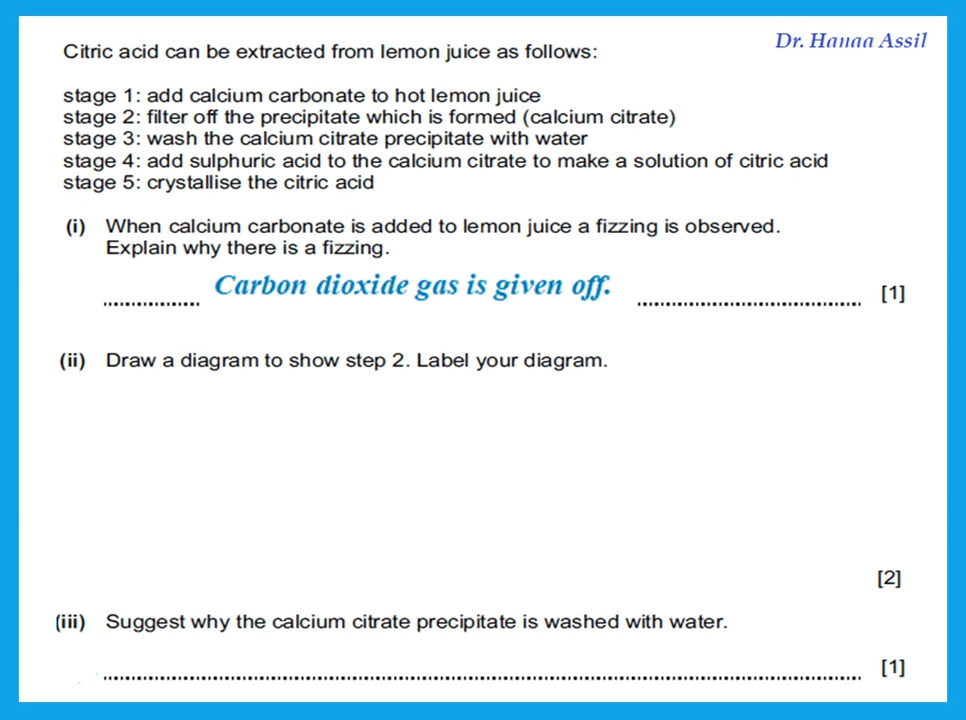 Dr. Hanaa Assil
Citric acid can be extracted from lemon juice as follows:
stage 1: add calcium carbonate to hot lemon juice
stage 2: filter off the precipitate which is formed (calcium citrate)
stage 3: wash the calcium citrate precipitate with water
stage 4: add sulphuric acid to the calcium citrate to make a solution of citric acid
stage 5: crystallise the citric acid
(i) When calcium carbonate is added to lemon juice a fizzing is observed.
Explain why there is a fizzing.
Carbon dioxide gas is given off. [1]
(ii) Draw a diagram to show step 2. Label your diagram.
[2]
(iii) Suggest why the calcium citrate precipitate is washed with water.
[1]